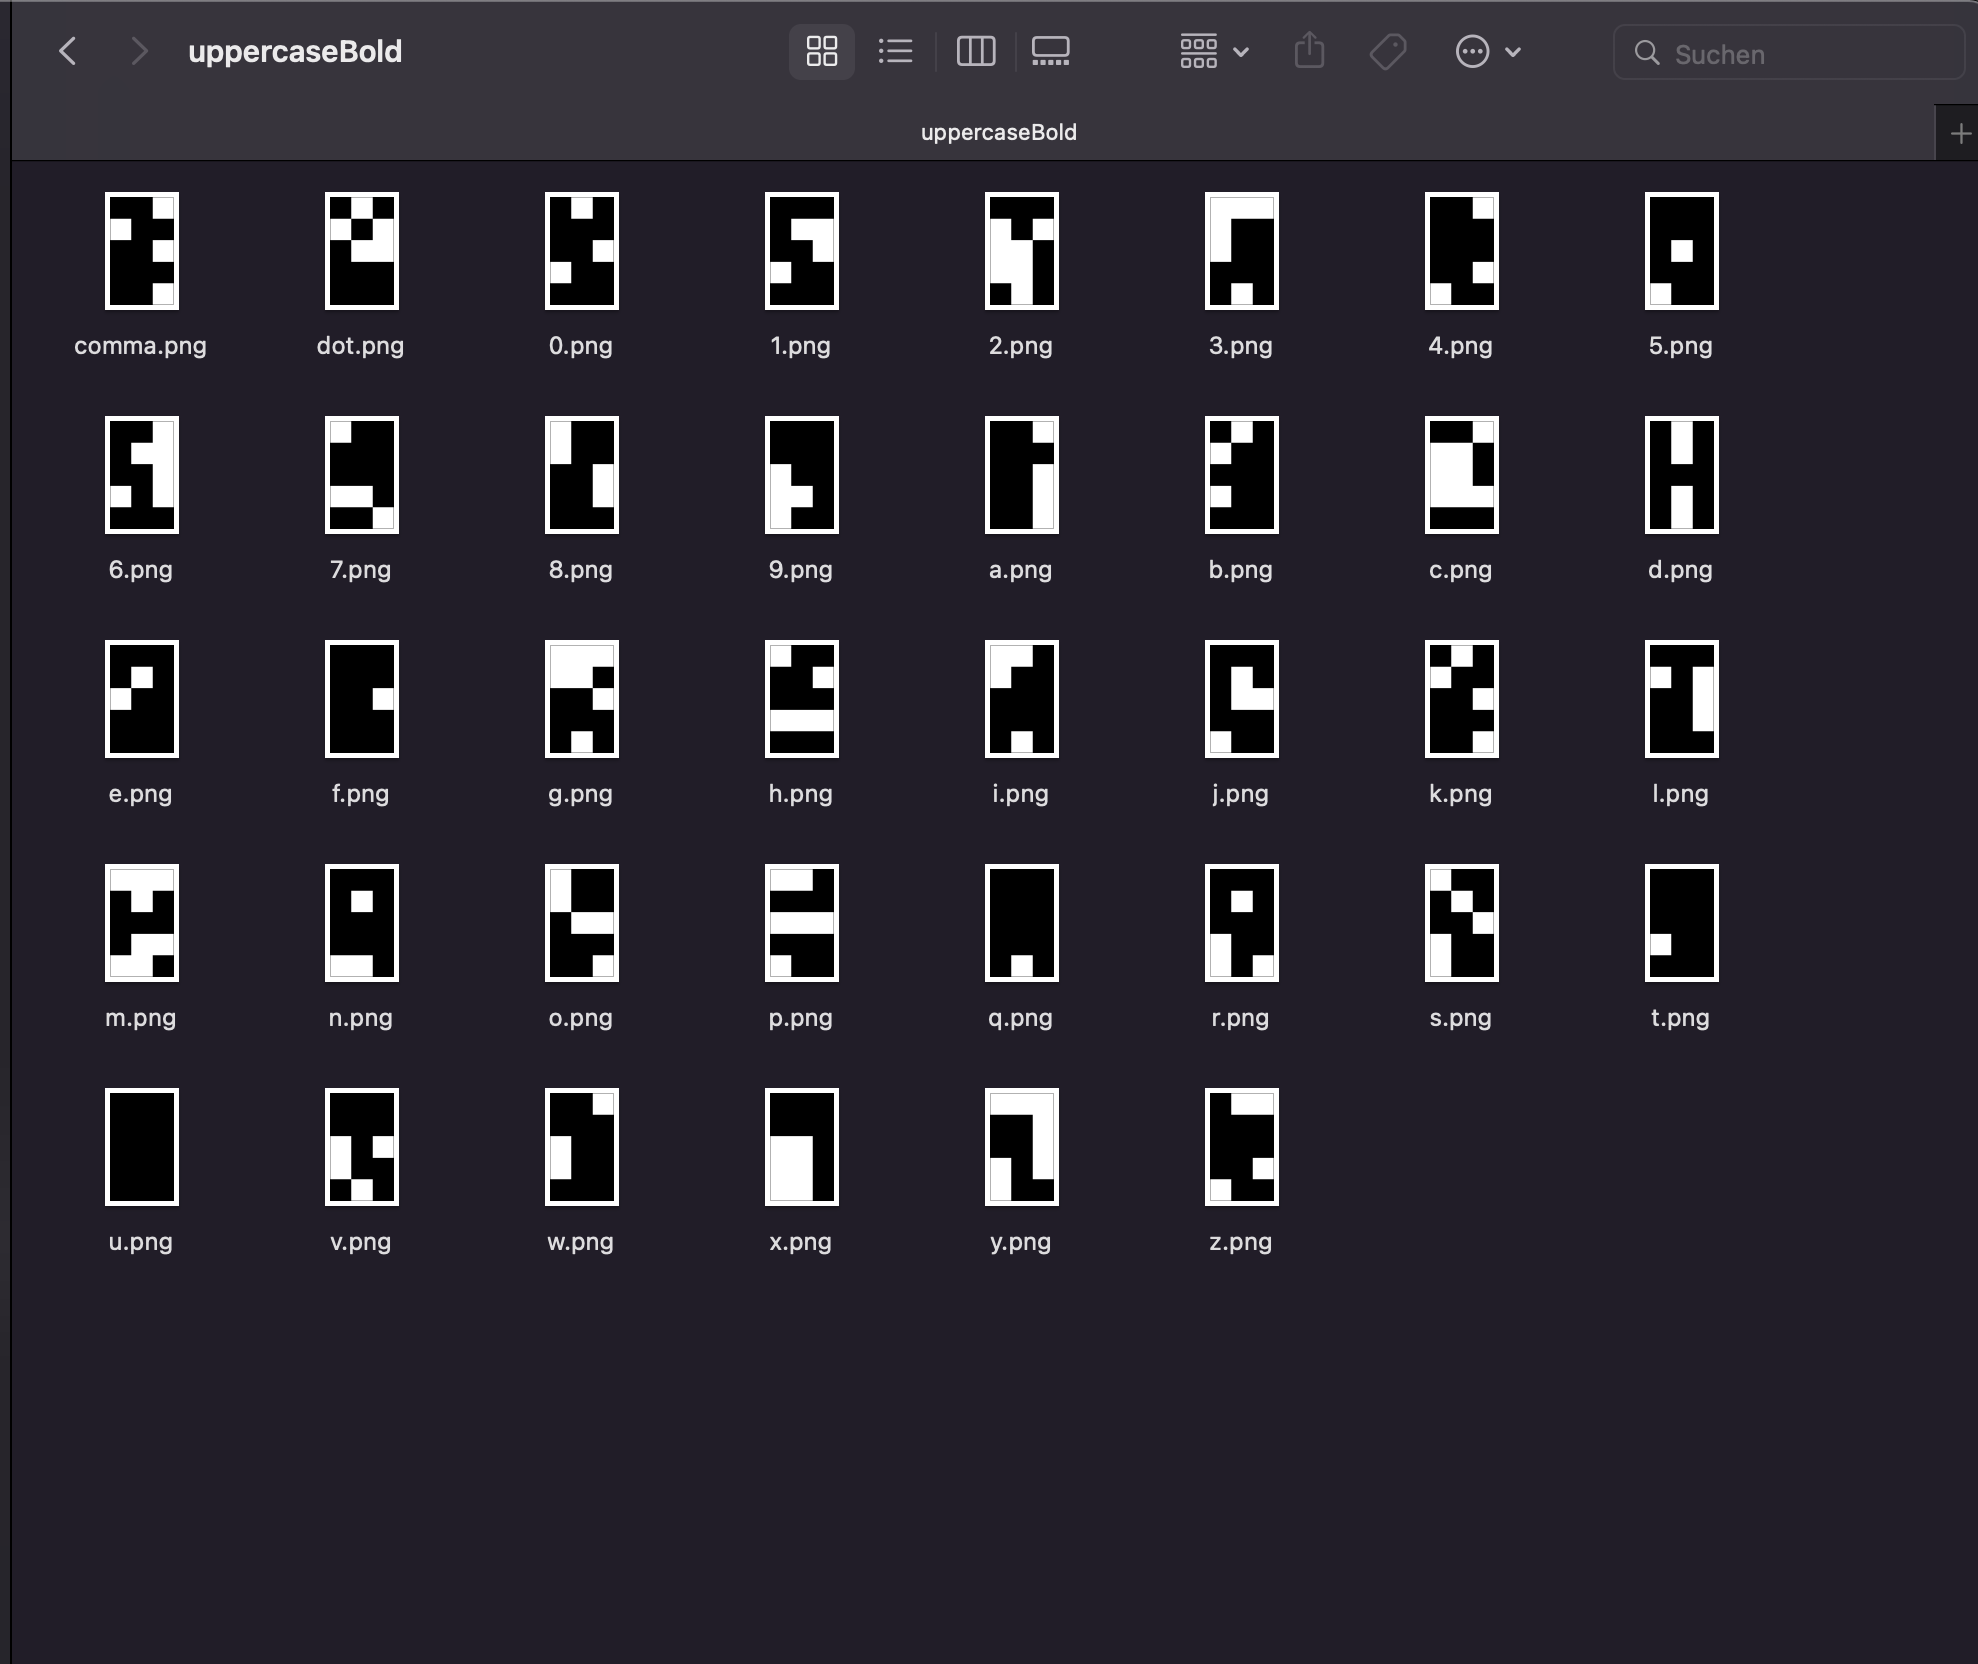 uppercaseBold
Suchen
uppercaseBold
comma.png dot.png 0.png 1.png 2.png 3.png 4.png 5.png
6.png 7.png 8.png 9.png a.png b.png c.png d.png
e.png f.png g.png h.png i.png j.png k.png l.png
m.png n.png o.png p.png q.png r.png s.png t.png
u.png v.png w.png x.png y.png z.png